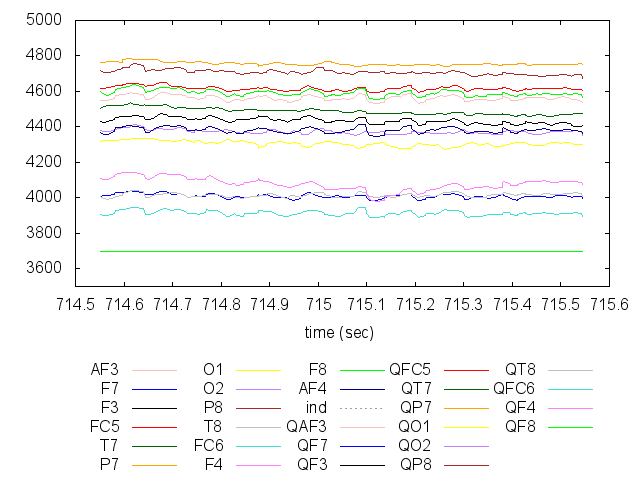 5000
4800
4600
4400
4200
4000
3800
3600
714.5 714.6 714.7 714.8 714.9 715 715.1 715.2 715.3 715.4 715.5 715.6
time (sec)
AF3 O1 F8 QFC5 QT8
F7 O2 AF4 QT7 QFC6
F3 P8 ind QP7 QF4
FC5 T8 QAF3 QO1 QF8
T7 FC6 QF7 QO2
P7 F4 QF3 QP8